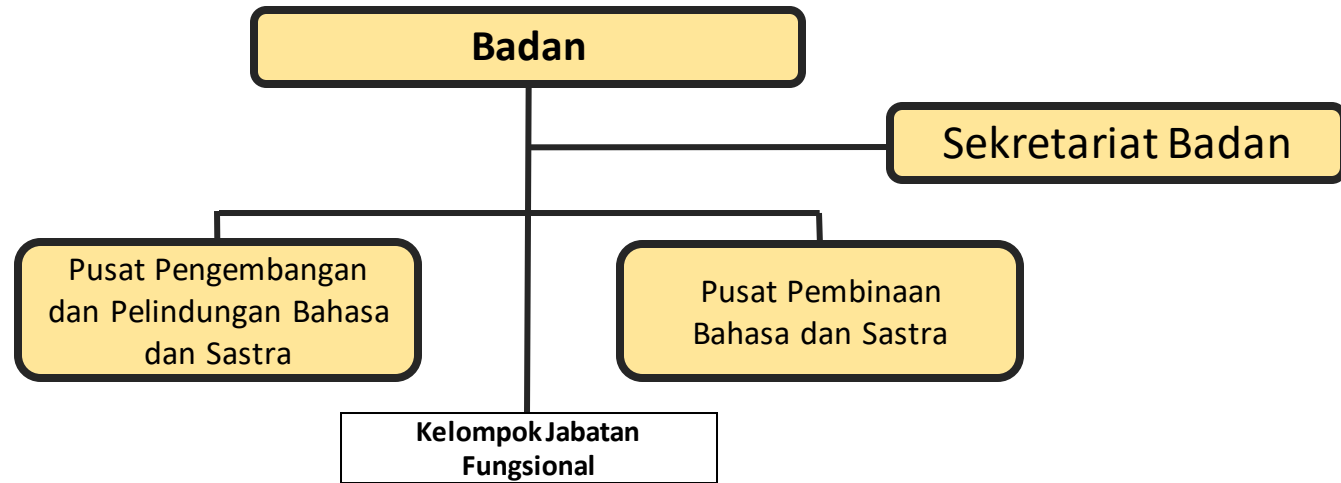 Badan
Sekretariat Badan
Pusat Pengembangan
dan Pelindungan Bahasa
dan Sastra
Pusat Pembinaan
Bahasa dan Sastra
Kelompok Jabatan
Fungsional